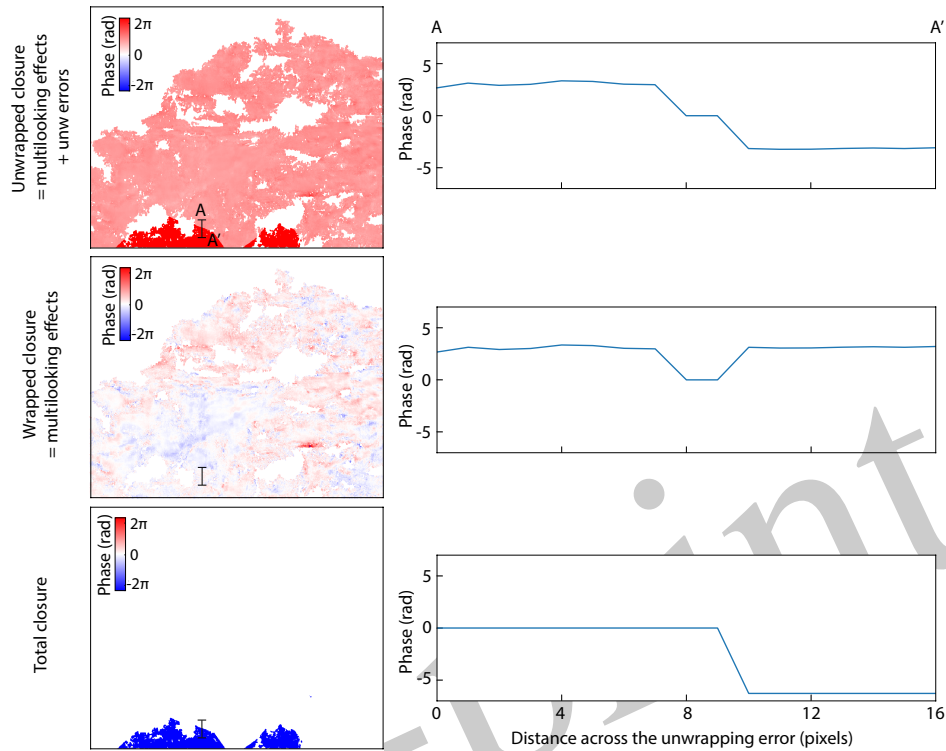 Unwrapped closure
= multilooking effects
+ unw errors
Phase (rad)
2π
0
-2π
A
A'
A
A'
Phase (rad)
5
0
-5
Wrapped closure
= multilooking effects
Phase (rad)
2π
0
-2π
Phase (rad)
5
0
-5
Total closure
Phase (rad)
2π
0
-2π
Phase (rad)
5
0
-5
0
4
8
12
16
Distance across the unwrapping error (pixels)